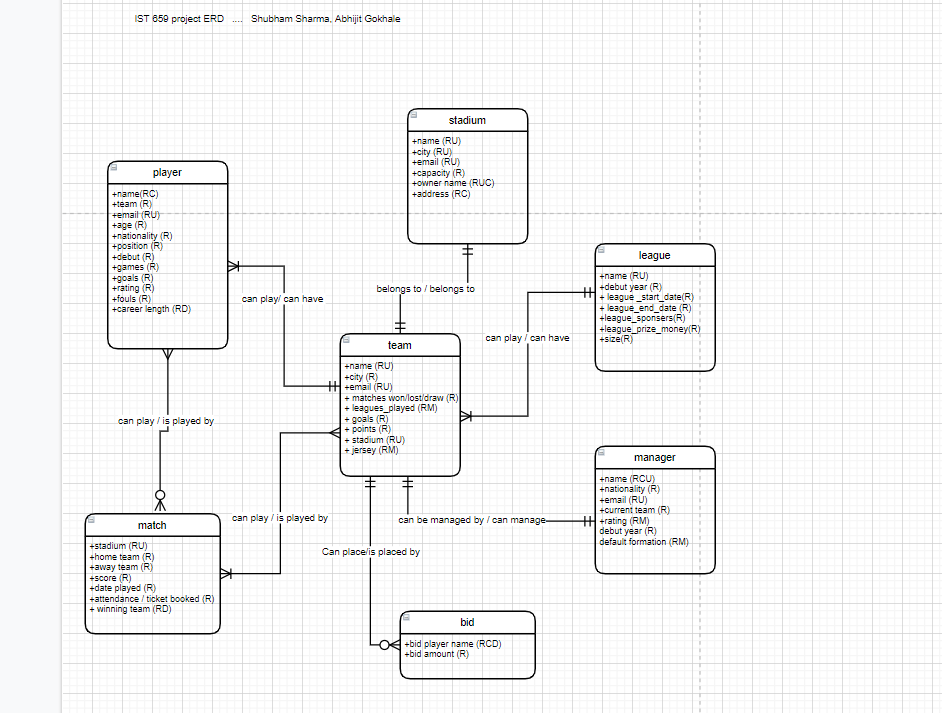 IST 659 project ERD .... Shubham Sharma, Abhijit Gokhale
stadium
+name (RU)
+city (RU)
+email (RU)
+capacity (R)
+owner name (RUC)
+address (RC)
player
+name(RC)
+team (R)
+email (RU)
+age (R)
+nationality (R)
+position (R)
+debut (R)
+games (R)
+goals (R)
+rating (R)
+fouls (R)
+career length (RD)
league
+name (RU)
+debut year (R)
+ league _start_date(R)
+ league_end_date (R)
+league_sponsers(R)
+league_prize_money(R)
+size(R)
belongs to / belongs to
can play/ can have
can play / can have
team
+name (RU)
+city (R)
+email (RU)
+ matches won/lost/draw (R)
+ leagues_played (RM)
+ goals (R)
+ points (R)
+ stadium (RU)
+ jersey (RM)
can play / is played by
manager
+name (RCU)
+nationality (R)
+email (RU)
+current team (R)
+rating (RM)
debut year (R)
default formation (RM)
can play / is played by
can be managed by / can manage
match
+stadium (RU)
+home team (R)
+away team (R)
+score (R)
+date played (R)
+attendance / ticket booked (R)
+ winning team (RD)
Can place/is placed by
bid
+bid player name (RCD)
+bid amount (R)